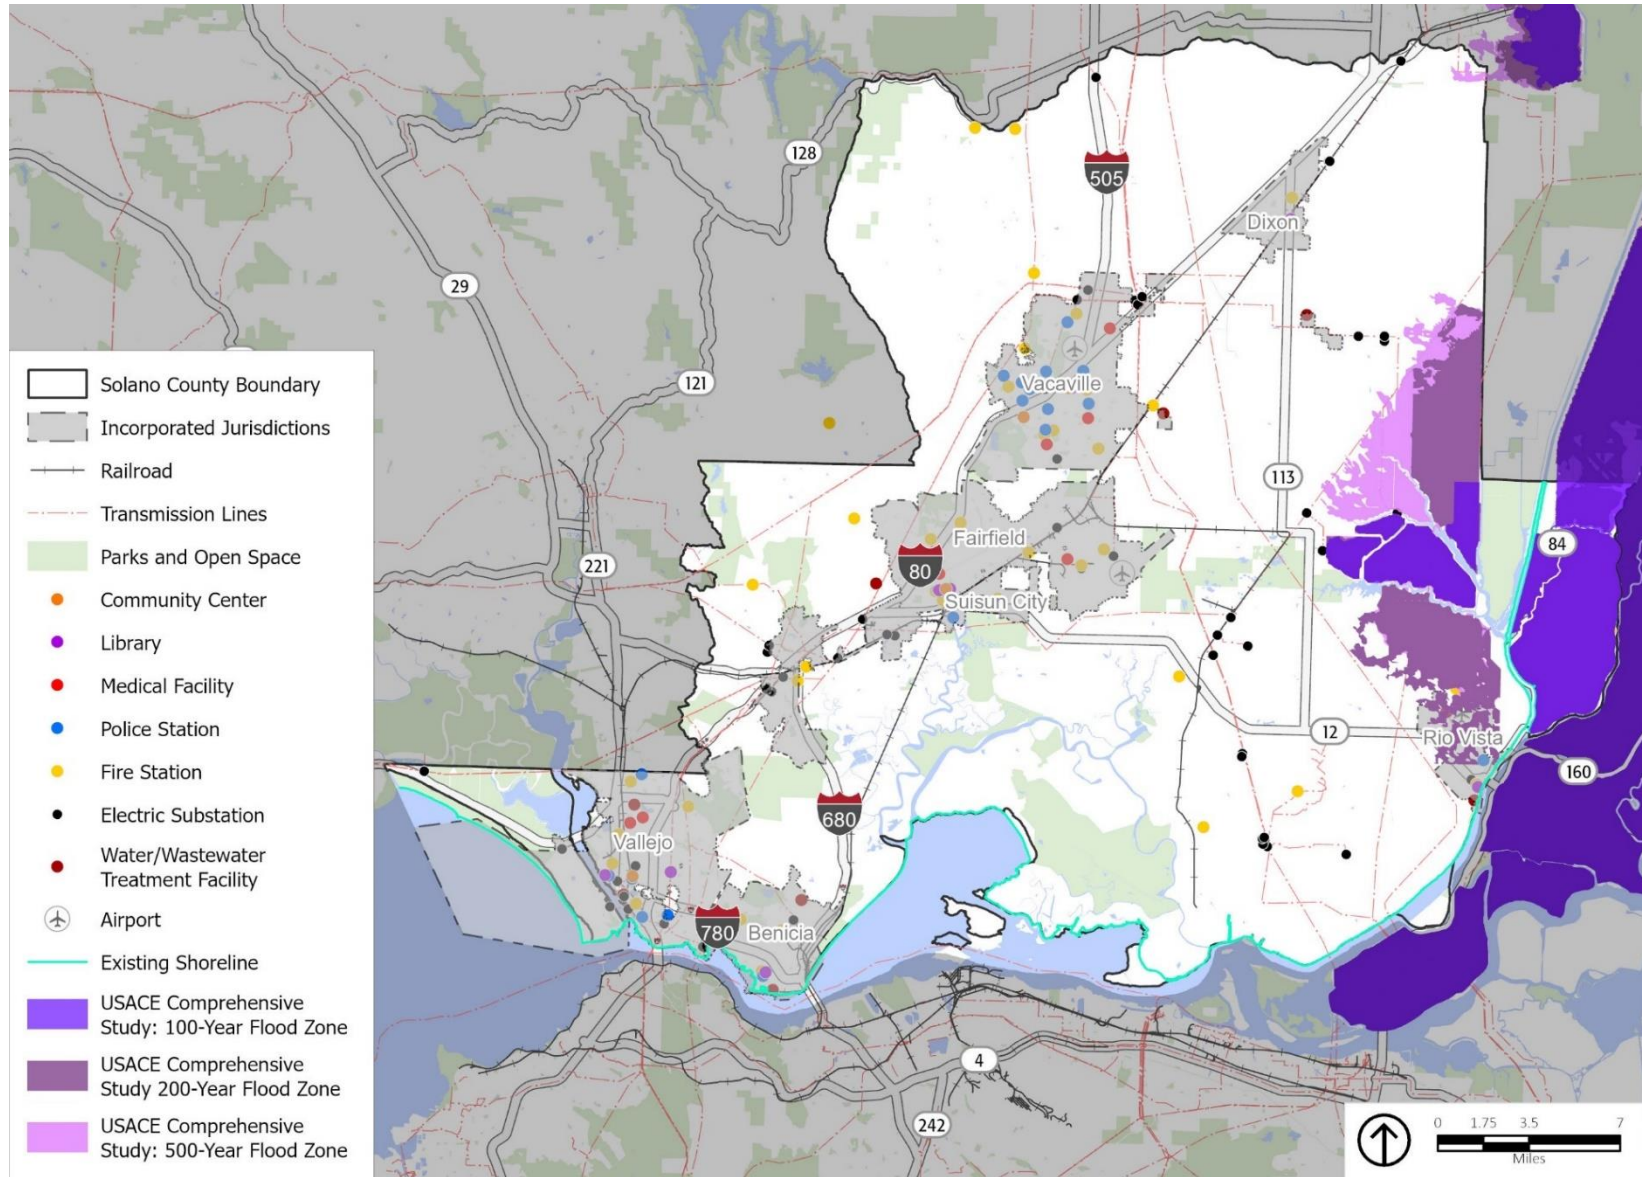 128
505
Dixon
29
121
Vacaville
113
Fairfield
80
221
84
Suisun City
12
Rio Vista
160
680
Vallejo
780
Benicia
4
242
Solano County Boundary
Incorporated Jurisdictions
Railroad
Transmission Lines
Parks and Open Space
Community Center
Library
Medical Facility
Police Station
Fire Station
Electric Substation
Water/Wastewater
Treatment Facility
Airport
Existing Shoreline
USACE Comprehensive
Study: 100-Year Flood Zone
USACE Comprehensive
Study 200-Year Flood Zone
USACE Comprehensive
Study: 500-Year Flood Zone
0 1.75 3.5 7
Miles